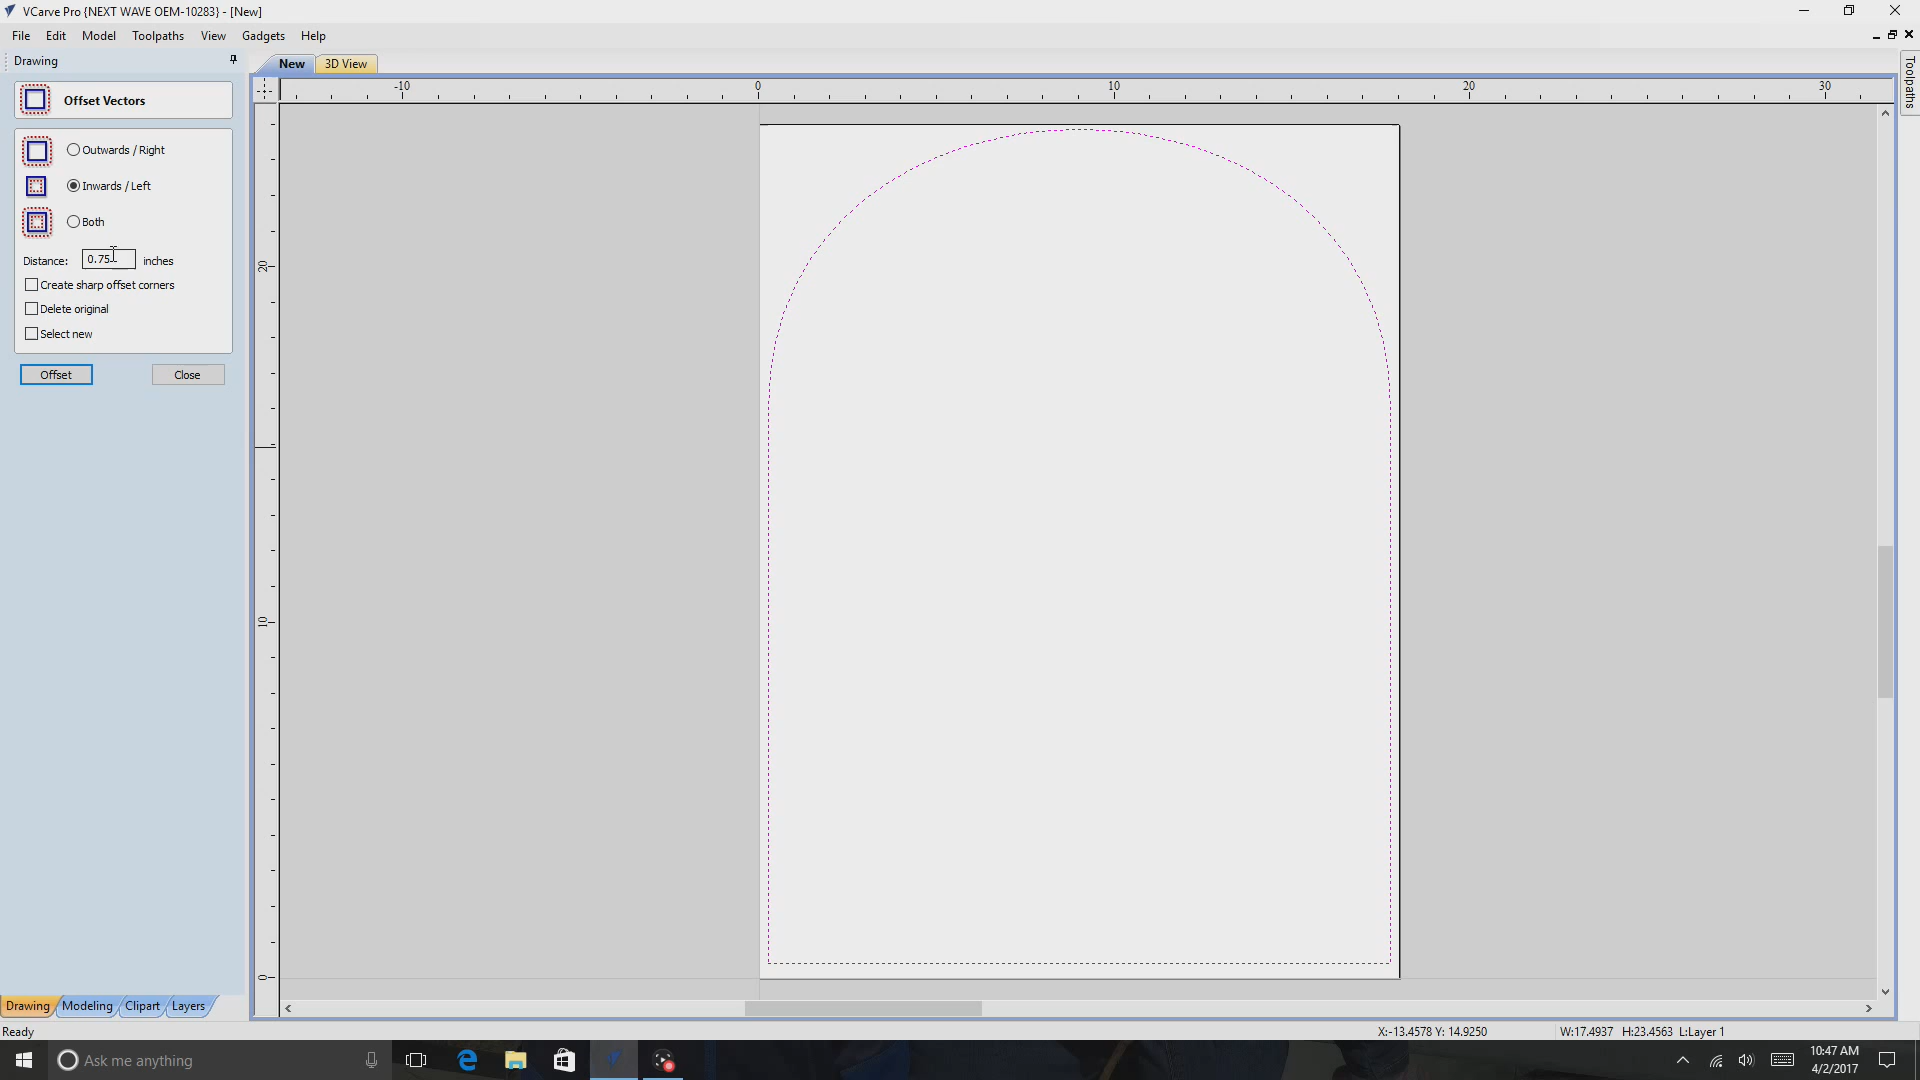 VCarve Pro {NEXT WAVE OEM-10283} - [New]
File Edit Model Toolpaths View Gadgets Help
Drawing
New 3D View
Toolpaths
Offset Vectors
-10 0 10 20 30
Outwards / Right
Inwards / Left
Both
Distance: 0.75 inches
Create sharp offset corners
Delete original
Select new
Offset Close
20
10
0
Drawing Modeling Clipart Layers
Ready X:-13.4578 Y: 14.9250 W:17.4937 H:23.4563 L:Layer 1
Ask me anything
10:47 AM
4/2/2017